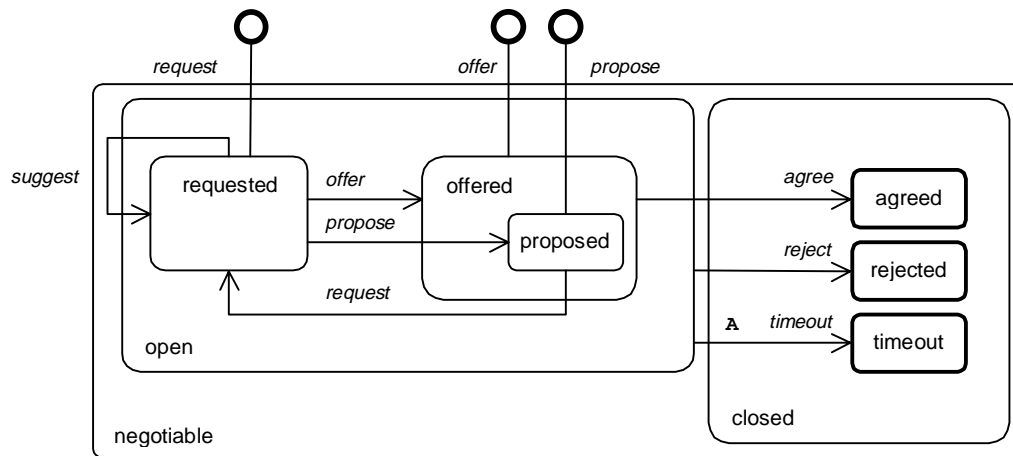 request
offer
propose
suggest
requested
offer
offered
agree
agreed
propose
proposed
reject
rejected
request
A
timeout
timeout
open
closed
negotiable